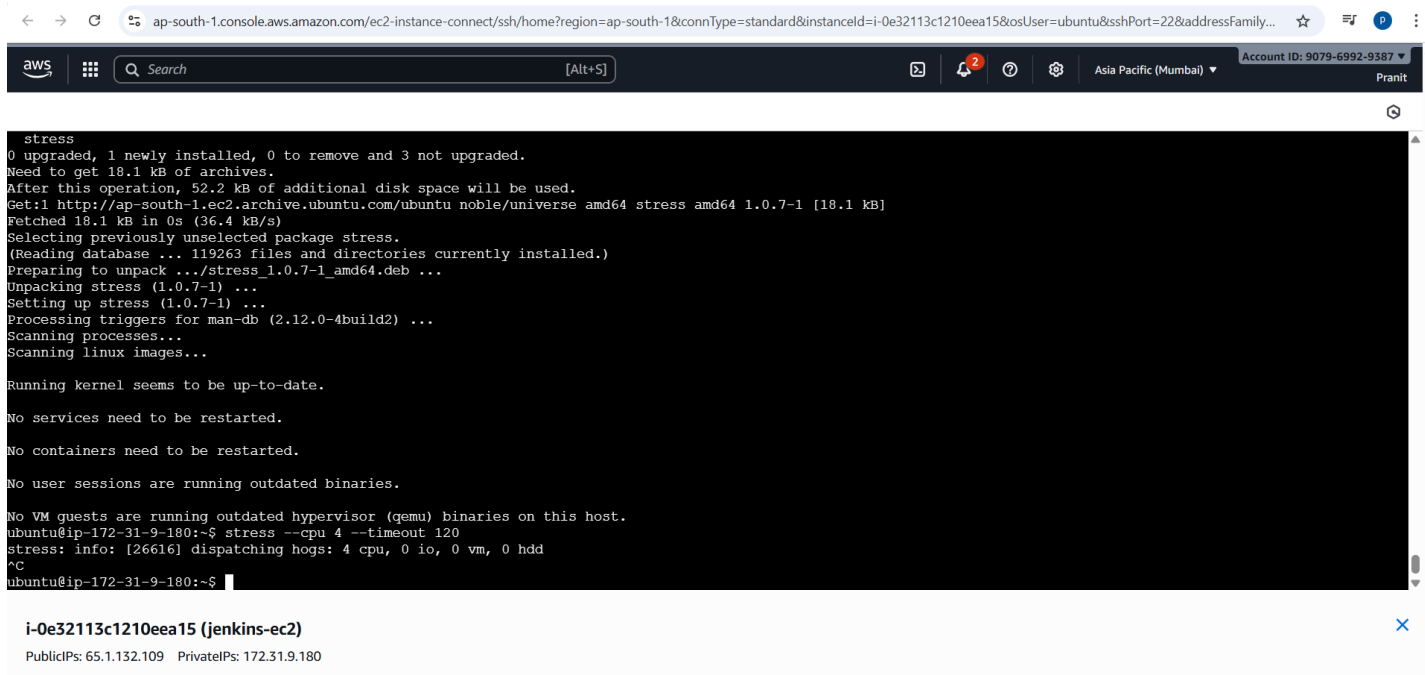 ap-south-1.console.aws.amazon.com/ec2-instance-connect/ssh/home?region=ap-south-1&connType=standard&instanceId=i-0e32113c1210eea15&osUser=ubuntu&sshPort=22&addressFamily...
P
aws
Search
[Alt+S]
2
Asia Pacific (Mumbai)
Account ID: 9079-6992-9387
Pranit
stress
0 upgraded, 1 newly installed, 0 to remove and 3 not upgraded.
Need to get 18.1 kB of archives.
After this operation, 52.2 kB of additional disk space will be used.
Get:1 http://ap-south-1.ec2.archive.ubuntu.com/ubuntu noble/universe amd64 stress amd64 1.0.7-1 [18.1 kB]
Fetched 18.1 kB in 0s (36.4 kB/s)
Selecting previously unselected package stress.
(Reading database ... 119263 files and directories currently installed.)
Preparing to unpack .../stress_1.0.7-1_amd64.deb ...
Unpacking stress (1.0.7-1) ...
Setting up stress (1.0.7-1) ...
Processing triggers for man-db (2.12.0-4build2) ...
Scanning processes...
Scanning linux images...
Running kernel seems to be up-to-date.
No services need to be restarted.
No containers need to be restarted.
No user sessions are running outdated binaries.
No VM guests are running outdated hypervisor (qemu) binaries on this host.
ubuntu@ip-172-31-9-180:~$ stress --cpu 4 --timeout 120
stress: info: [26616] dispatching hogs: 4 cpu, 0 io, 0 vm, 0 hdd
^C
ubuntu@ip-172-31-9-180:~$
i-0e32113c1210eea15 (jenkins-ec2)
PublicIPs: 65.1.132.109 PrivateIPs: 172.31.9.180